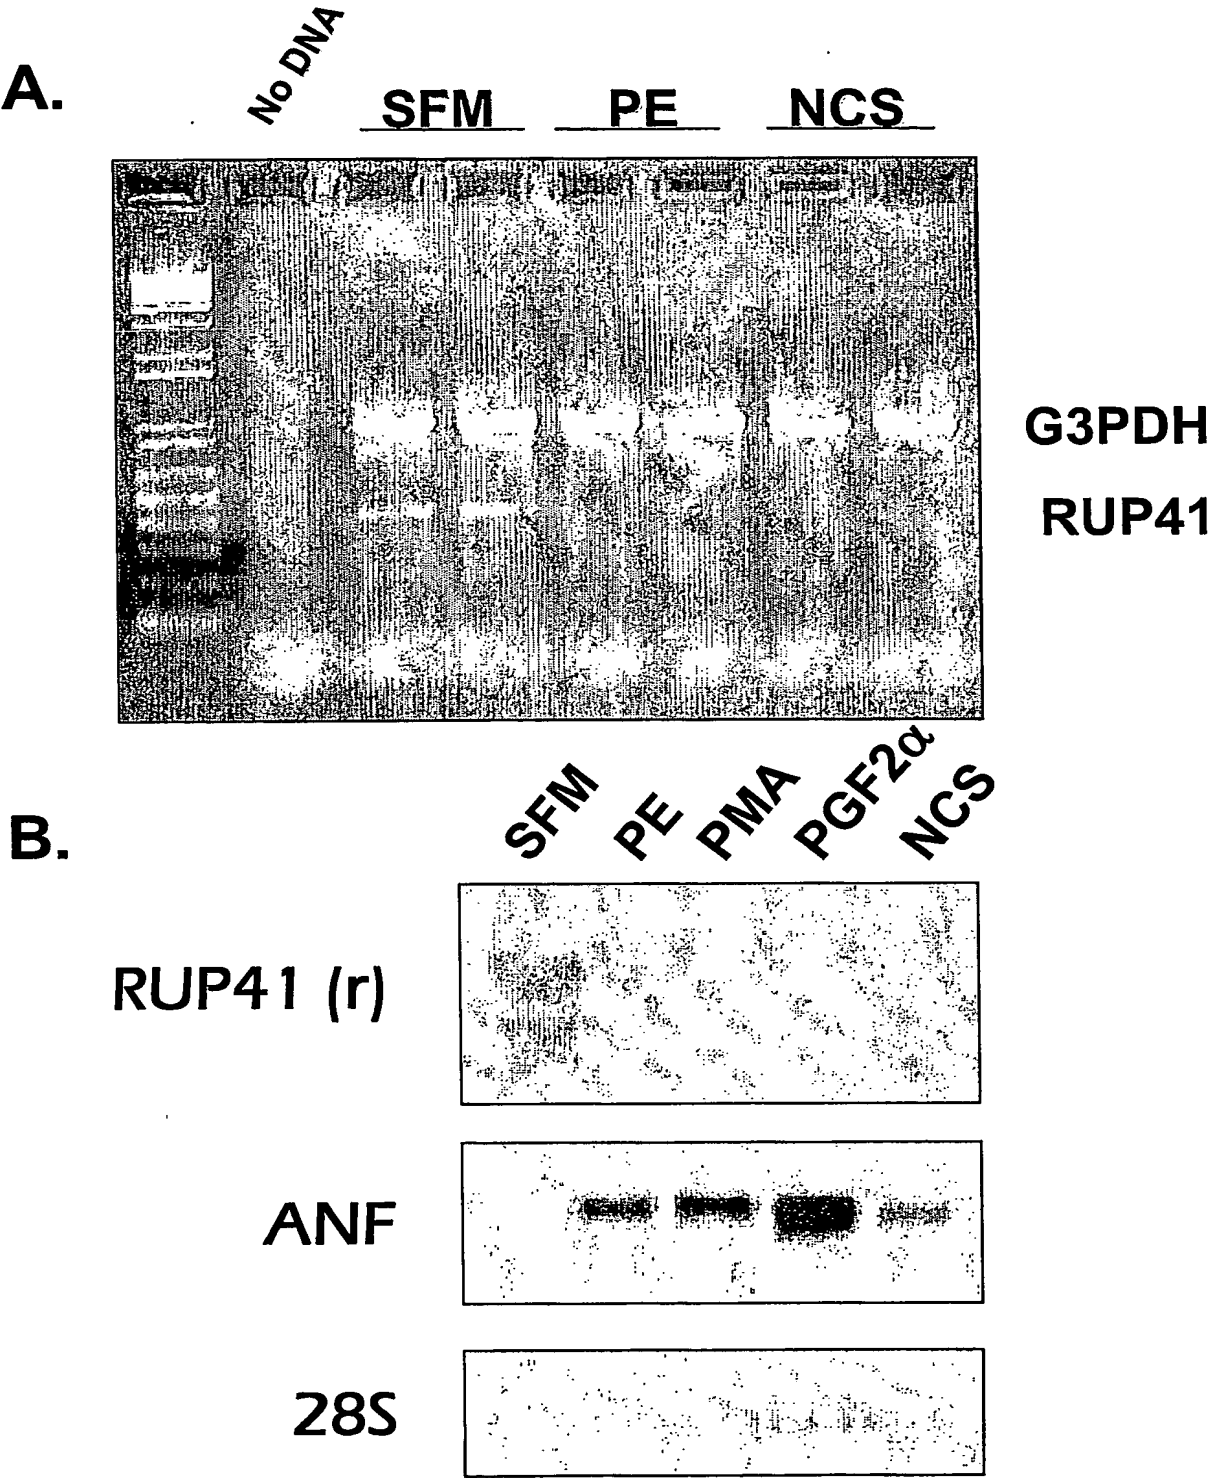 A.
No DNA
SFM PE NCS
G3PDH
RUP41
B.
SFM PE PMA PGF2α NCS
RUP41 (r)
ANF
28S